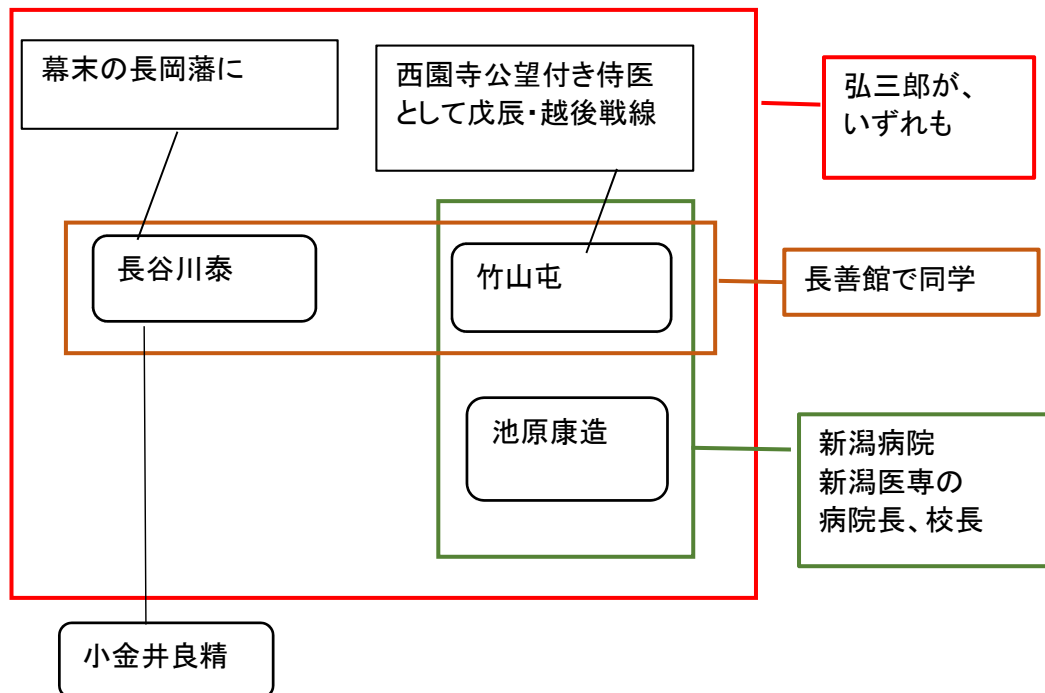 幕末の長岡藩に
西園寺公望付き侍医
として戊辰・越後戦線
弘三郎が、
いずれも
長谷川泰
竹山屯
長善館で同学
池原康造
新潟病院
新潟医専の
病院長、校長
小金井良精